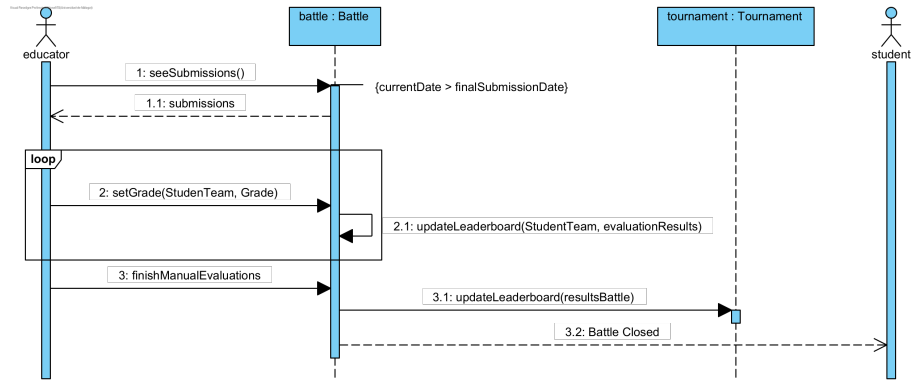 educator
battle : Battle
tournament : Tournament
student
1: seeSubmissions()
{currentDate > finalSubmissionDate}
1.1: submissions
loop
2: setGrade(StudenTeam, Grade)
2.1: updateLeaderboard(StudentTeam, evaluationResults)
3: finishManualEvaluations
3.1: updateLeaderboard(resultsBattle)
3.2: Battle Closed